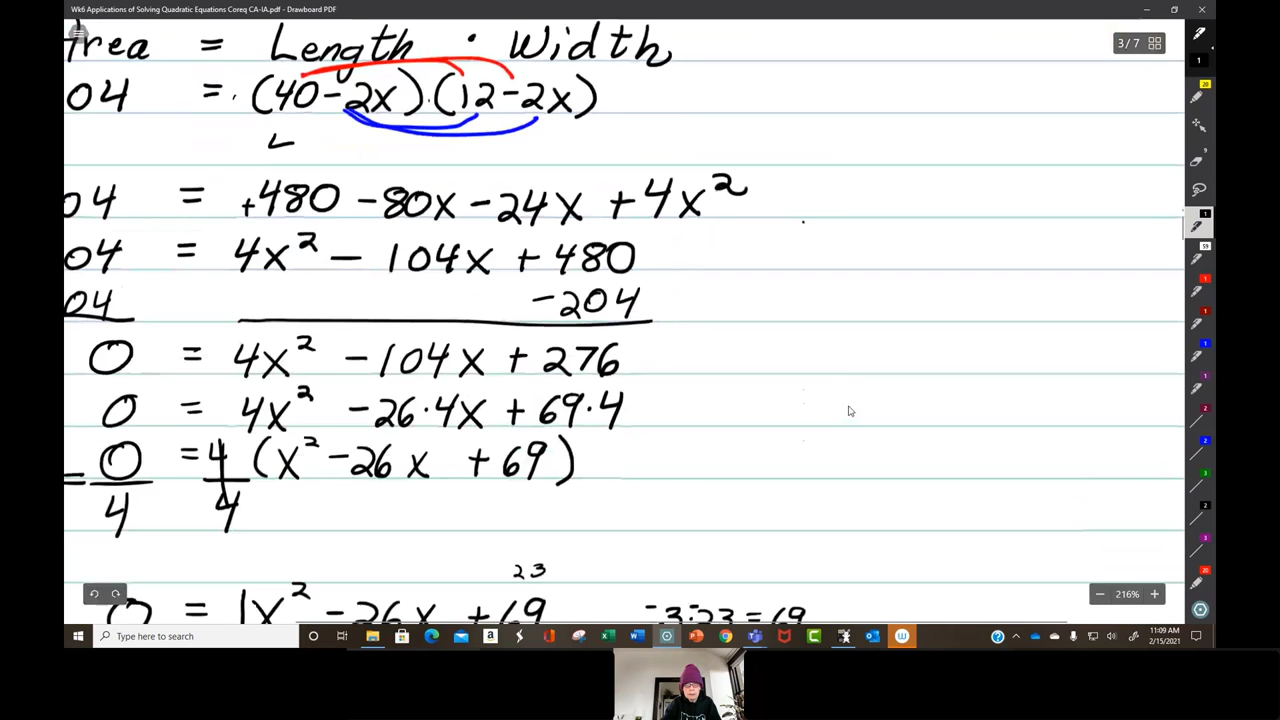 Wk6 Applications of Solving Quadratic Equations Coreq CA-IA.pdf - Drawboard PDF
3/7
rea = Length · Width
04 = (40-2x)·(12-2x)
L
04 = +480 -80x -24x +4x²
04 = 4x² - 104x + 480
04 -204
0 = 4x² - 104x + 276
0 = 4x² - 26·4x + 69·4
0/4 = 4/4 (x² - 26x + 69)
23
0 = 1x² - 26x + 69 -3·-23 = 69
216%
Type here to search
11:09 AM
2/15/2021